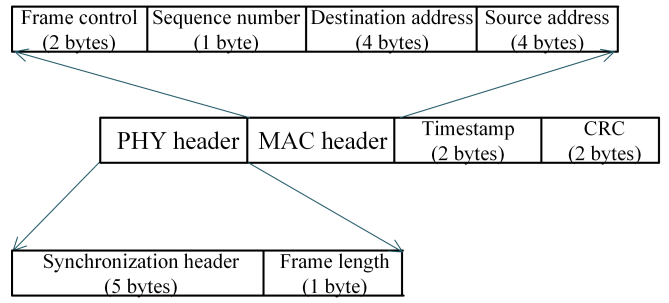 Frame control Sequence number Destination address Source address
(2 bytes) (1 byte) (4 bytes) (4 bytes)
PHY header MAC header Timestamp CRC
(2 bytes) (2 bytes)
Synchronization header Frame length
(5 bytes) (1 byte)